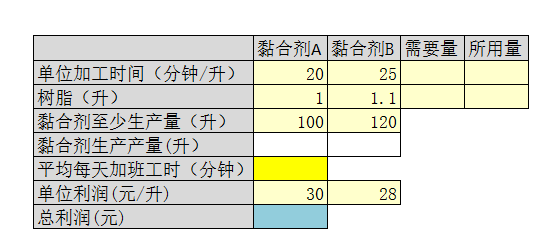 黏合剂A 黏合剂B 需要量 所用量
单位加工时间（分钟/升） 20 25
树脂（升） 1 1.1
黏合剂至少生产量（升） 100 120
黏合剂生产产量(升)
平均每天加班工时（分钟）
单位利润(元/升) 30 28
总利润(元)